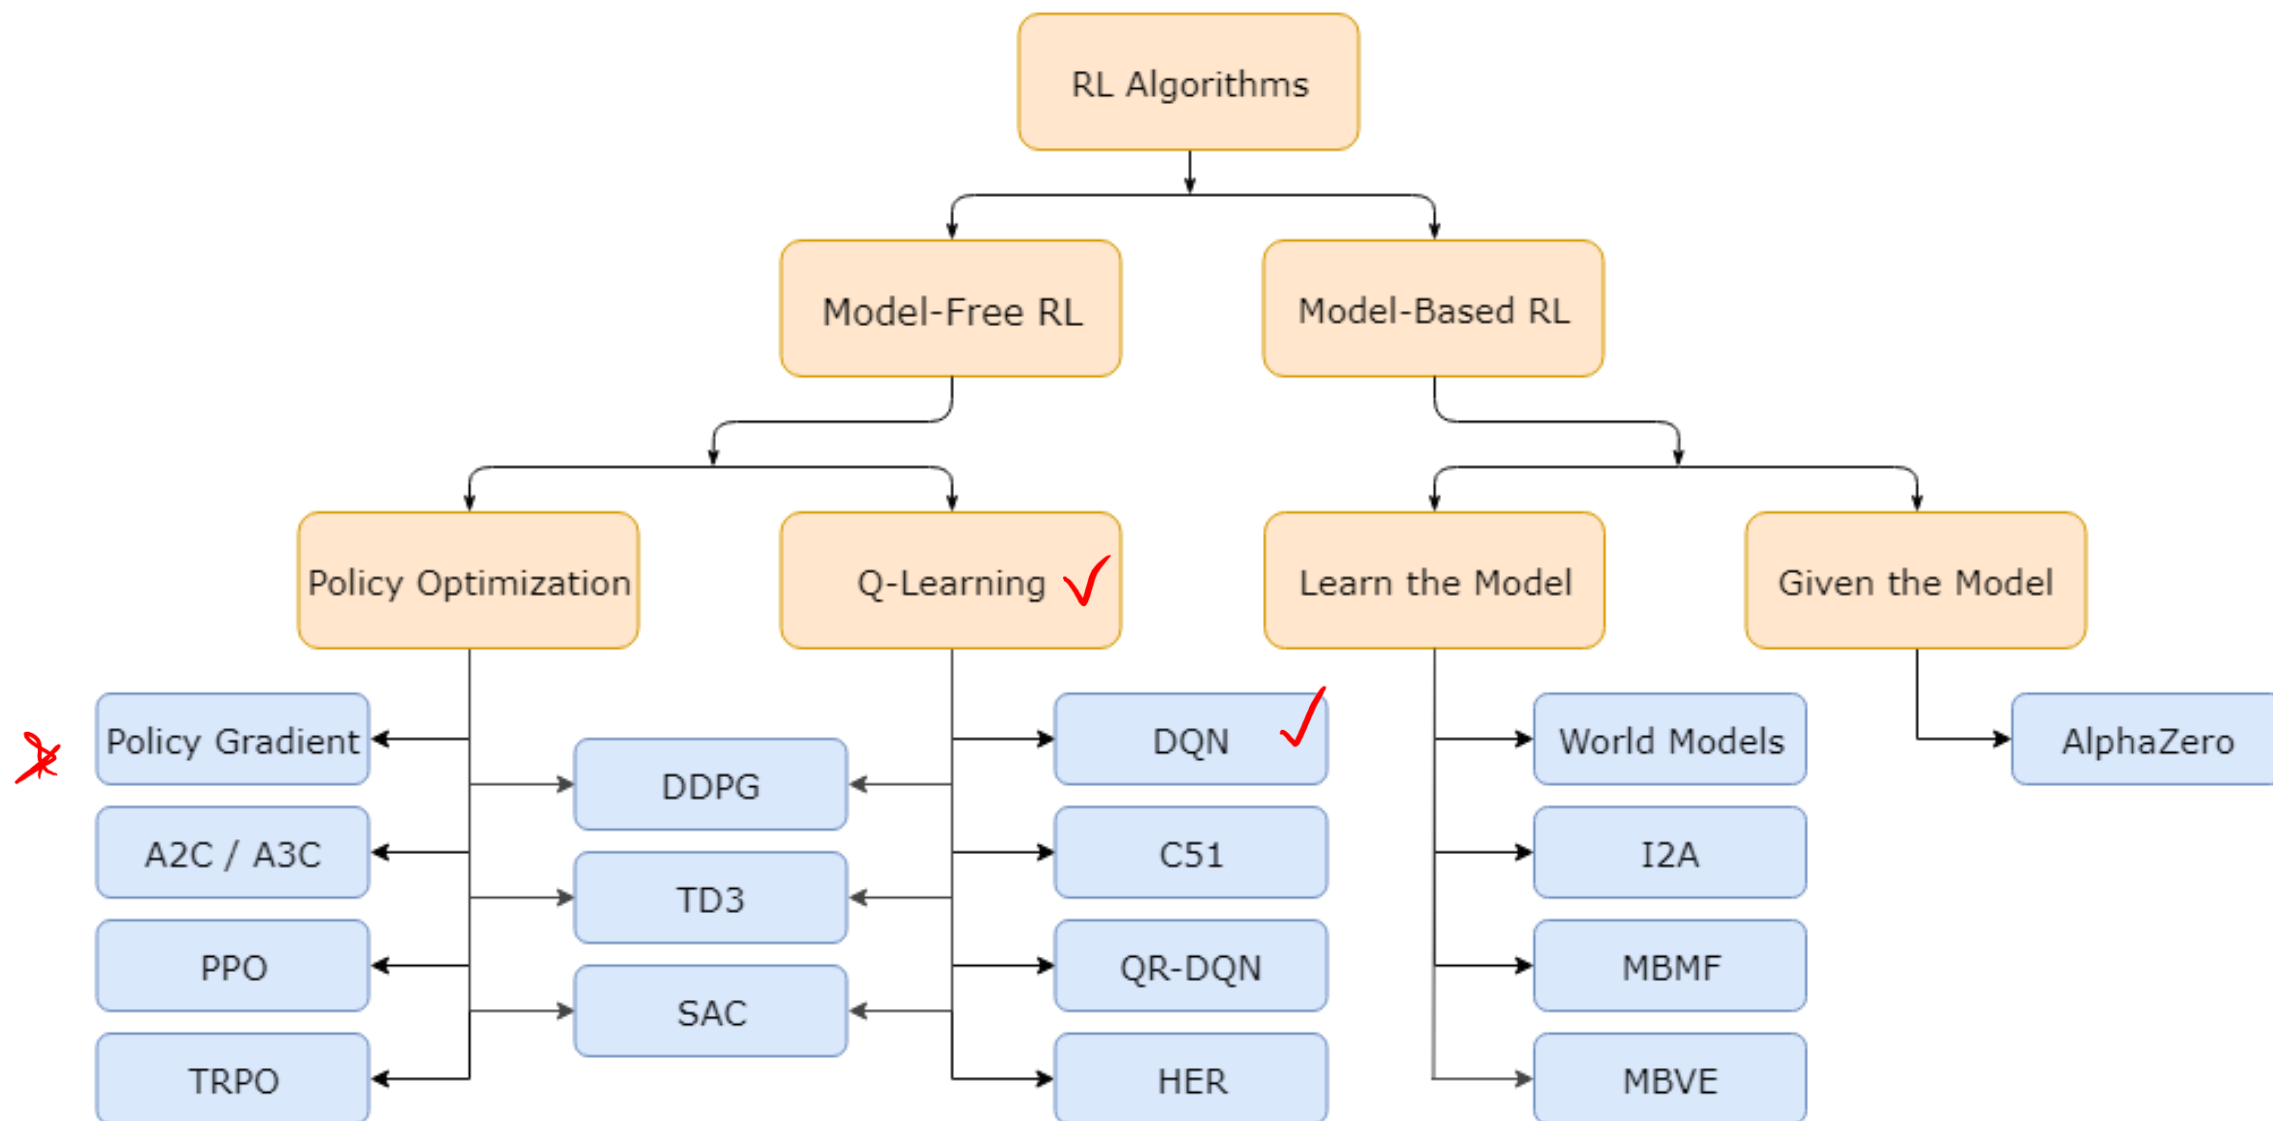 RL Algorithms
Model-Free RL
Model-Based RL
Policy Optimization
Q-Learning
Learn the Model
Given the Model
Policy Gradient
DQN
World Models
AlphaZero
DDPG
A2C / A3C
C51
I2A
TD3
PPO
QR-DQN
MBMF
SAC
TRPO
HER
MBVE